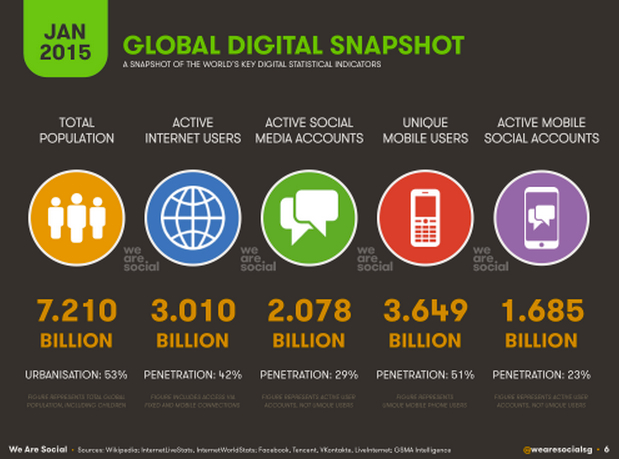 JAN
2015
GLOBAL DIGITAL SNAPSHOT
A SNAPSHOT OF THE WORLD'S KEY DIGITAL STATISTICAL INDICATORS
TOTAL
POPULATION
ACTIVE
INTERNET USERS
ACTIVE SOCIAL
MEDIA ACCOUNTS
UNIQUE
MOBILE USERS
ACTIVE MOBILE
SOCIAL ACCOUNTS
we
are
social
we
are
social
we
are
social
we
are
social
7.210
BILLION
3.010
BILLION
2.078
BILLION
3.649
BILLION
1.685
BILLION
URBANISATION: 53%
PENETRATION: 42%
PENETRATION: 29%
PENETRATION: 51%
PENETRATION: 23%
FIGURE REPRESENTS TOTAL GLOBAL
POPULATION, INCLUDING CHILDREN
FIGURE INCLUDES ACCESS VIA
FIXED AND MOBILE CONNECTIONS
FIGURE REPRESENTS ACTIVE USER
ACCOUNTS, NOT UNIQUE USERS
FIGURE REPRESENTS
UNIQUE MOBILE PHONE USERS
FIGURE REPRESENTS ACTIVE USER
ACCOUNTS, NOT UNIQUE USERS
We Are Social • Sources: Wikipedia; InternetLiveStats, InternetWorldStats; Facebook, Tencent, VKontakte, LiveInternet; GSMA Intelligence
@wearesocialsg • 6